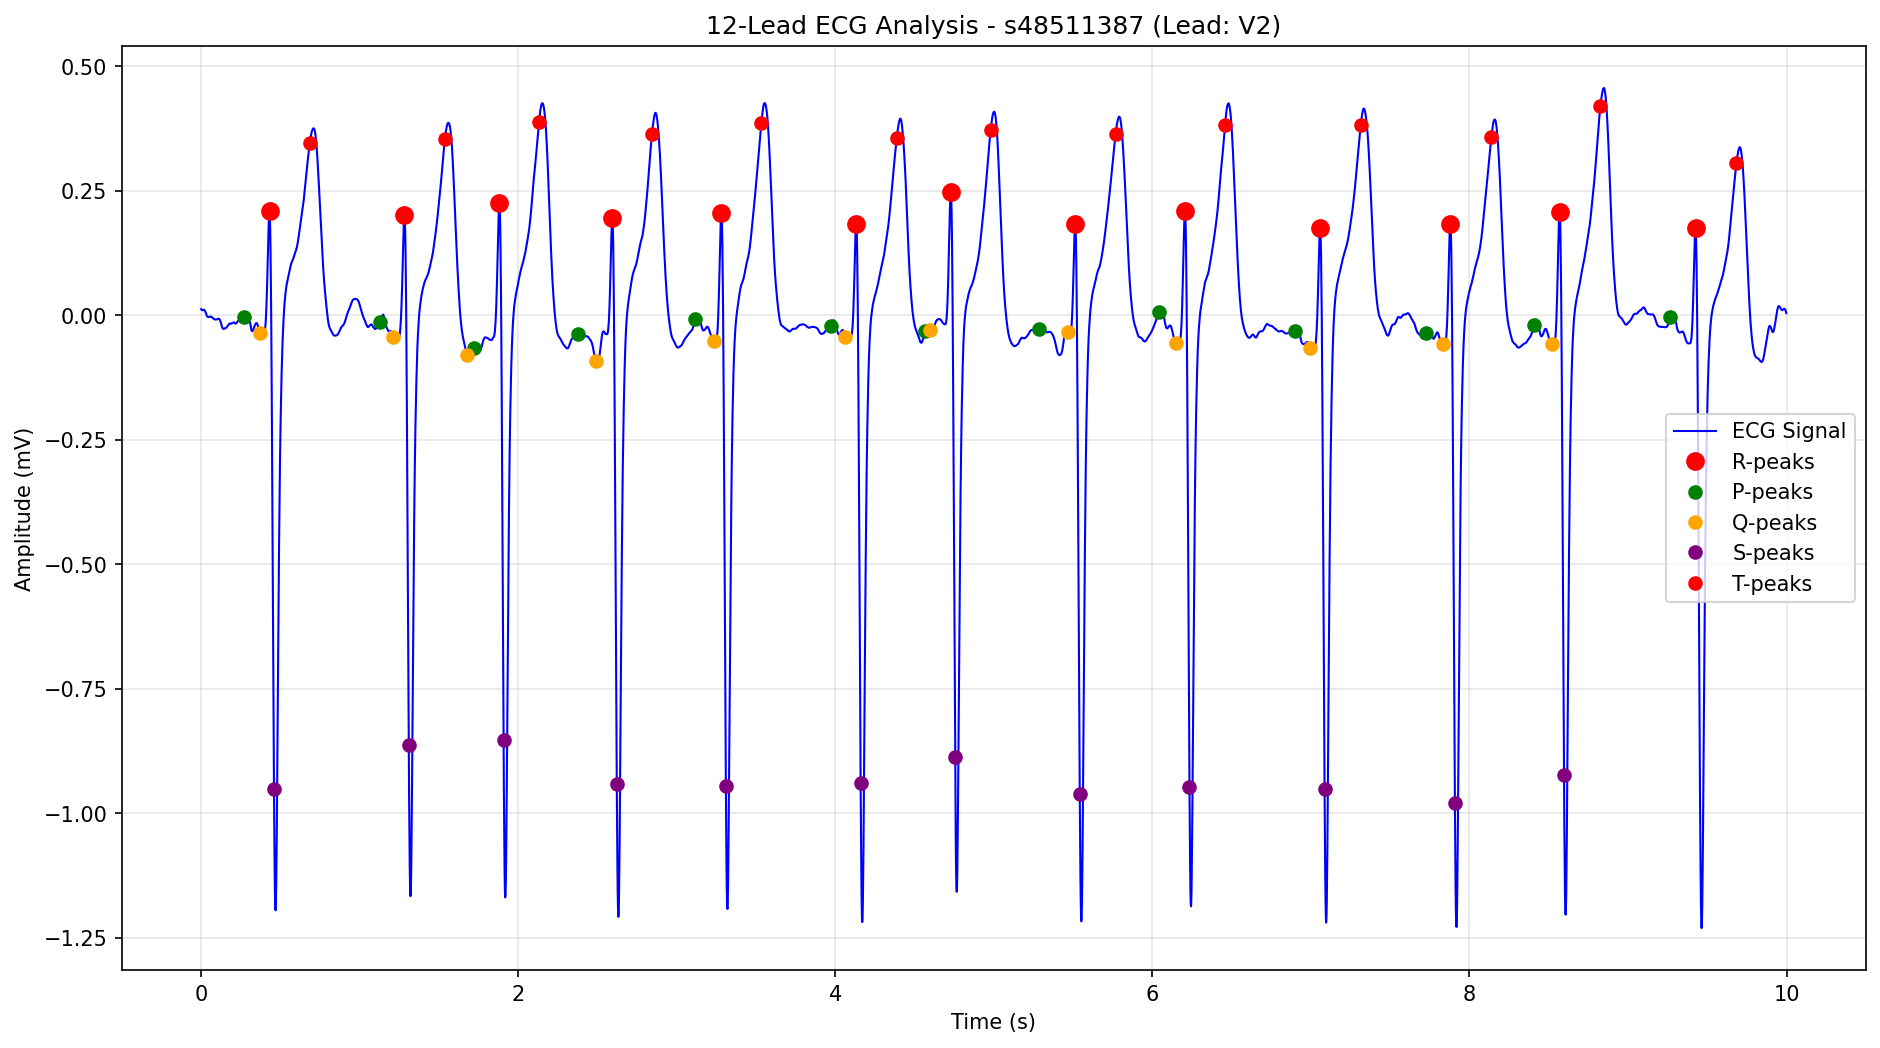 12-Lead ECG Analysis - s48511387 (Lead: V2)
Amplitude (mV)
0.50
0.25
0.00
−0.25
−0.50
−0.75
−1.00
−1.25
ECG Signal
R-peaks
P-peaks
Q-peaks
S-peaks
T-peaks
0 2 4 6 8 10
Time (s)